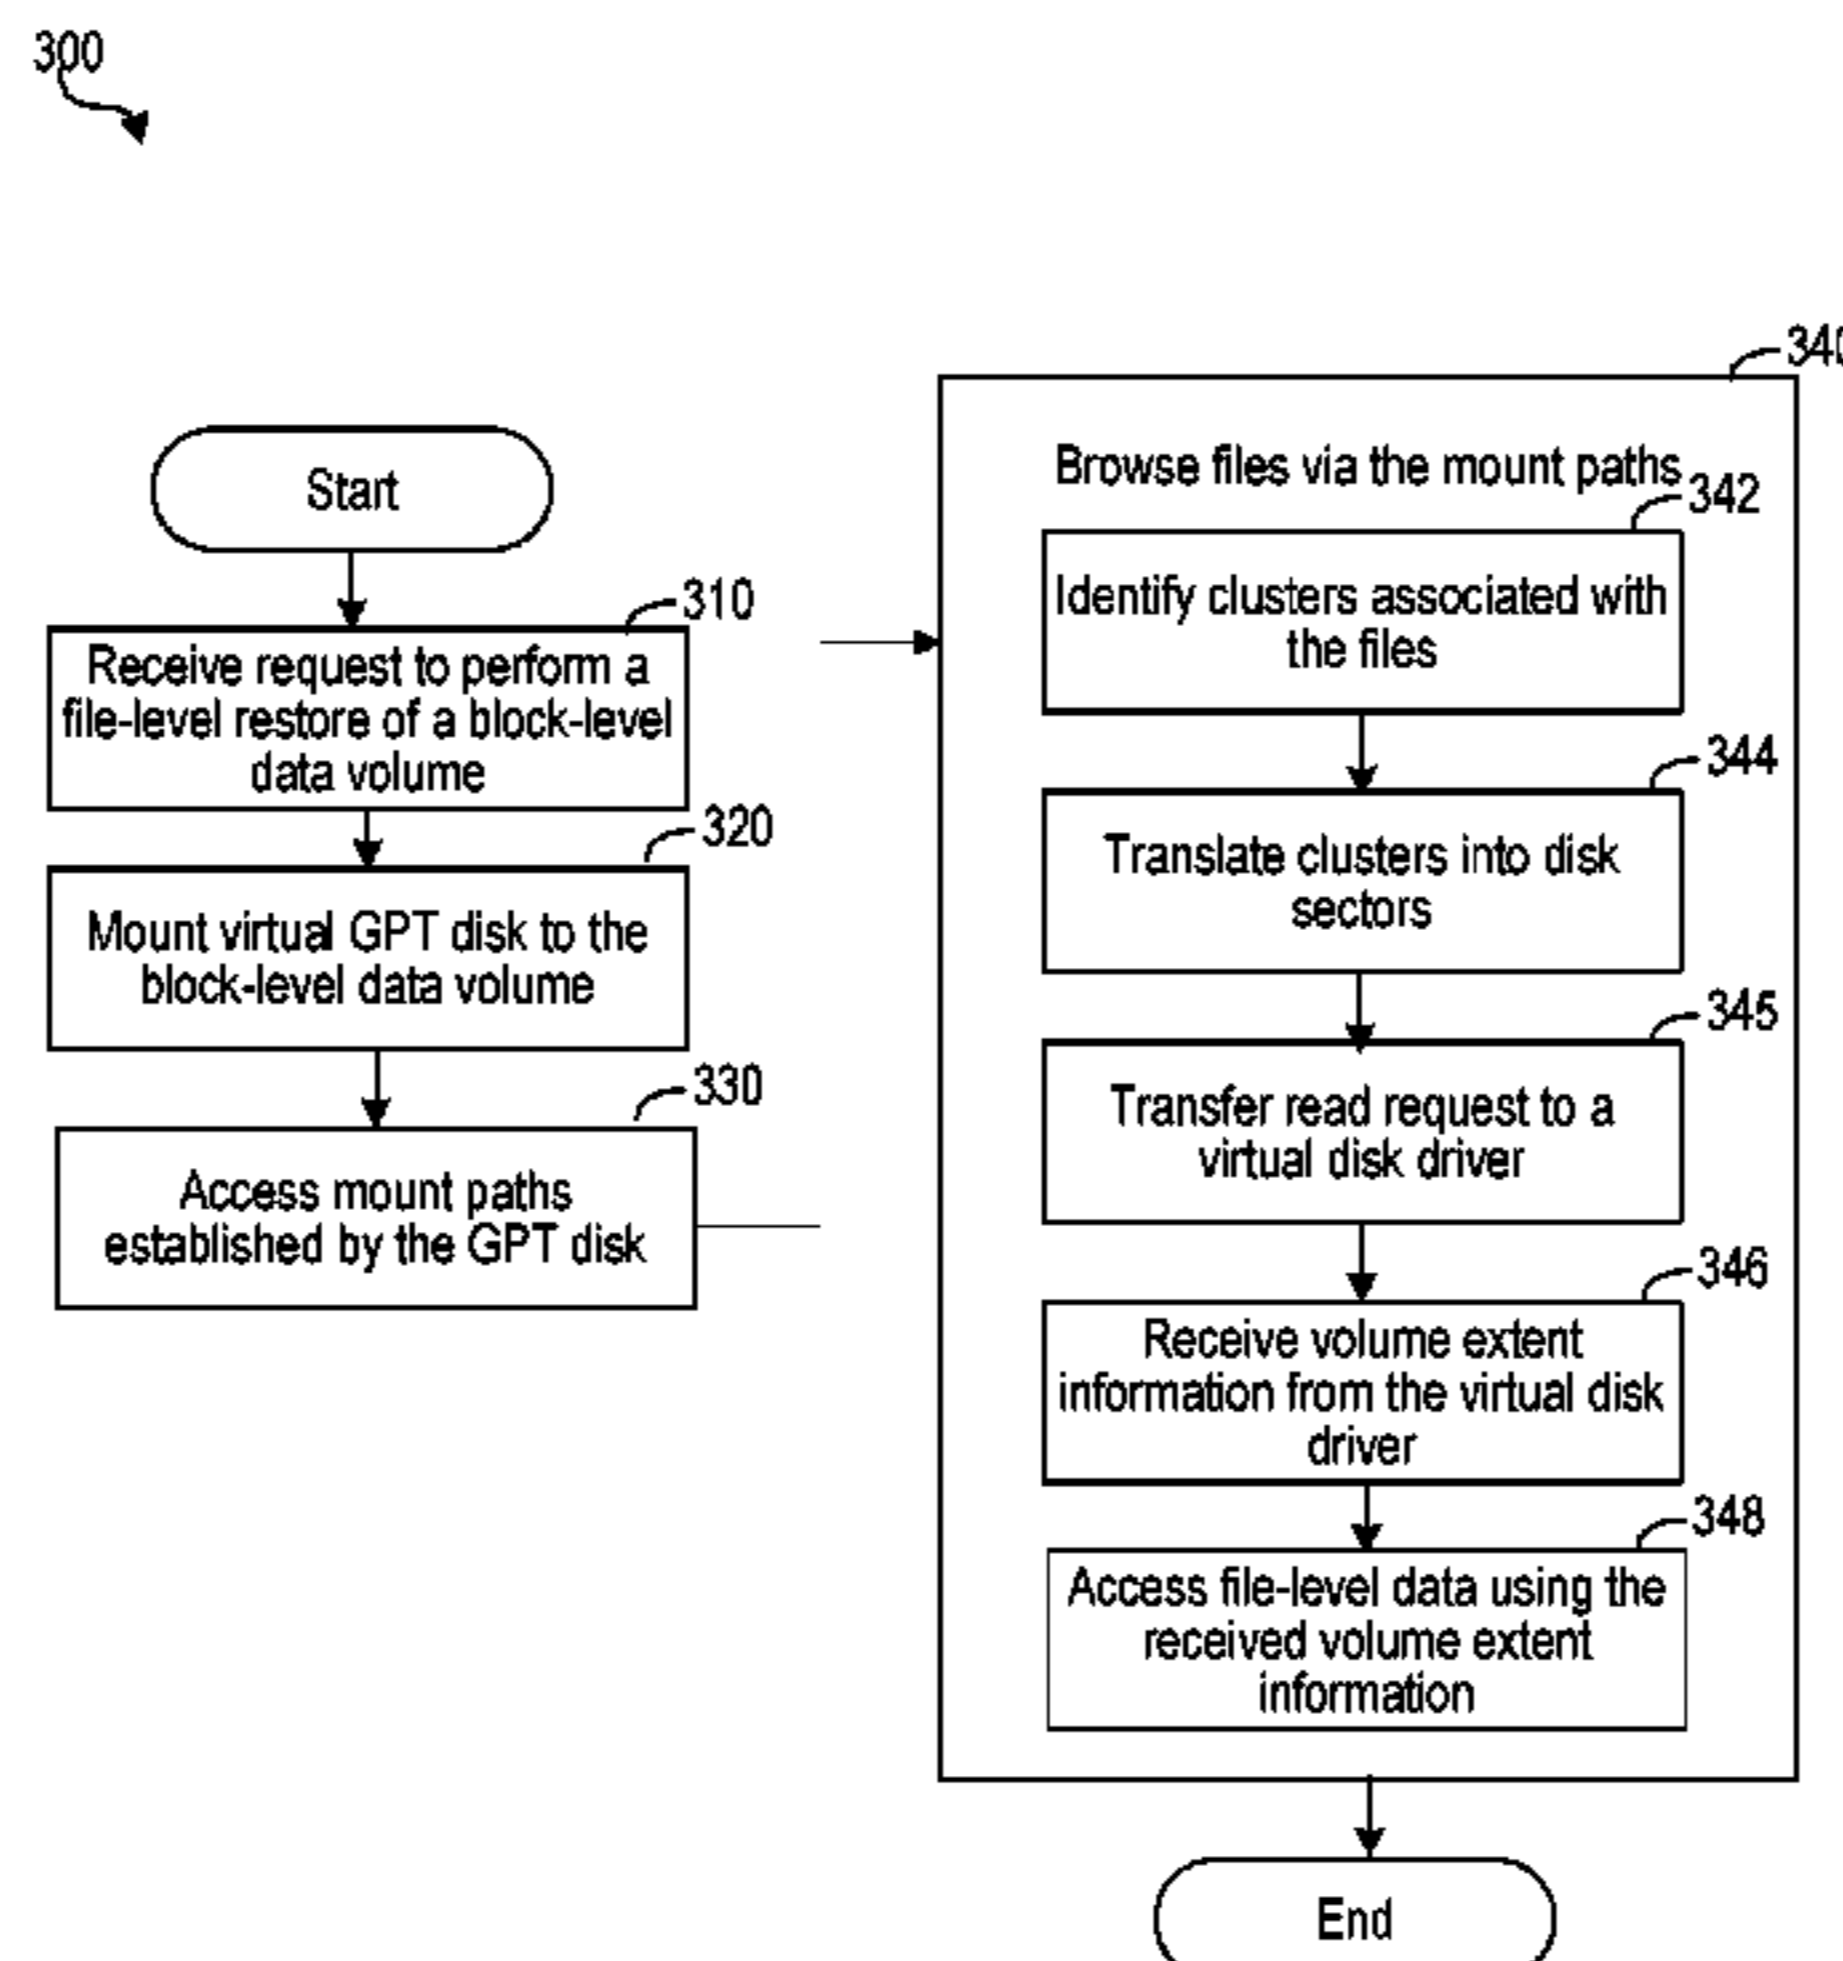 300
Start
310
Receive request to perform a
file-level restore of a block-level
data volume
320
Mount virtual GPT disk to the
block-level data volume
330
Access mount paths
established by the GPT disk
340
Browse files via the mount paths
342
Identify clusters associated with
the files
344
Translate clusters into disk
sectors
345
Transfer read request to a
virtual disk driver
346
Receive volume extent
information from the virtual disk
driver
348
Access file-level data using the
received volume extent
information
End